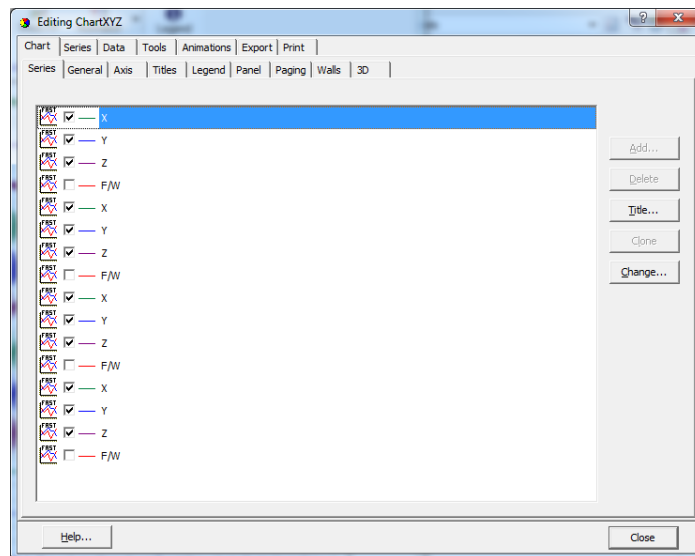 Editing ChartXYZ
Chart Series Data Tools Animations Export Print
Series General Axis Titles Legend Panel Paging Walls 3D
FAST X
FAST Y
FAST Z
FAST F/W
FAST X
FAST Y
FAST Z
FAST F/W
FAST X
FAST Y
FAST Z
FAST F/W
FAST X
FAST Y
FAST Z
FAST F/W
Add...
Delete
Title...
Clone
Change...
Help...
Close